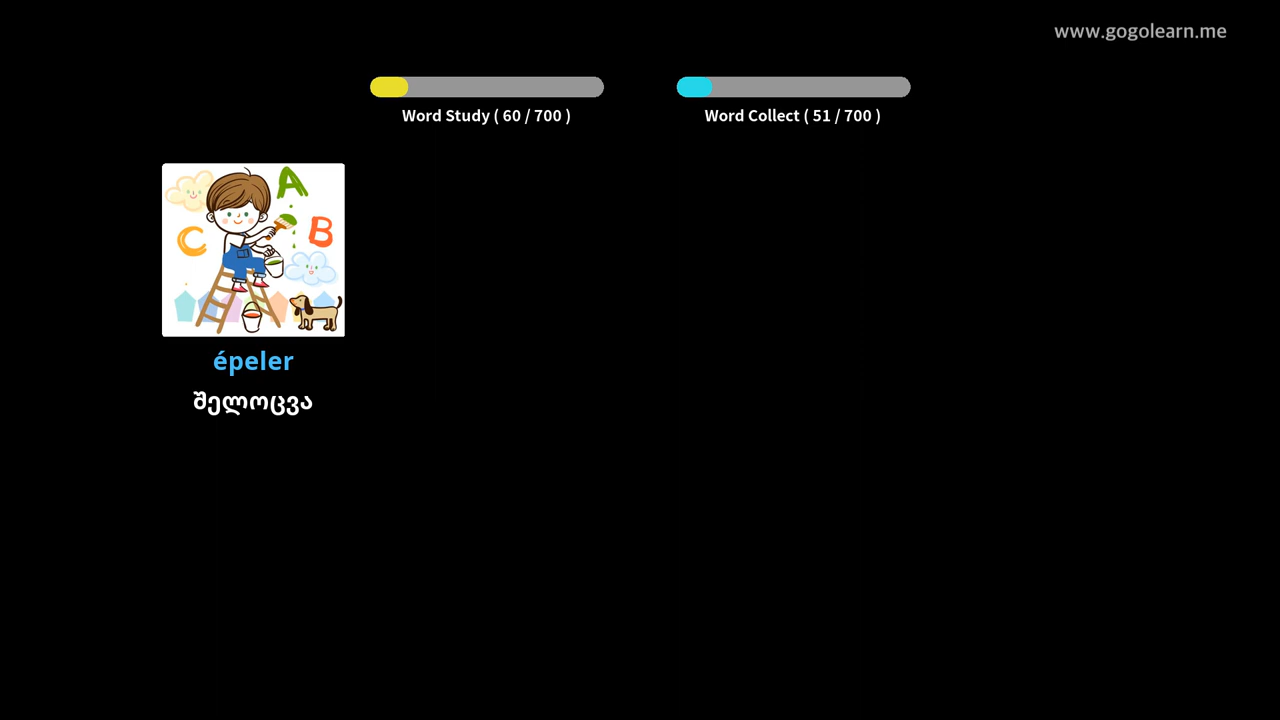 www.gogolearn.me
Word Study ( 60 / 700 )
Word Collect ( 51 / 700 )
A
B
C
épeler
შელოცვა